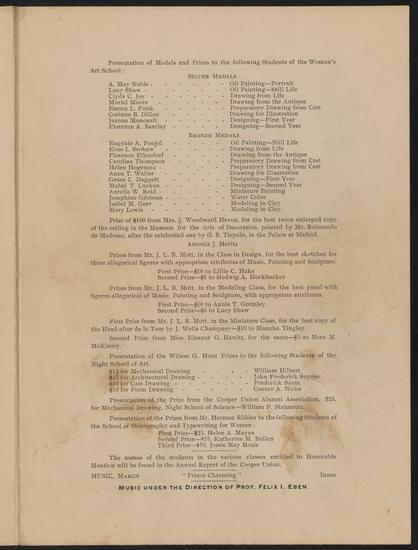 Presentation of Medals and Prizes to the following Students of the Woman's
Art School:
SILVER MEDALS
A. May Noble - - - - - - Oil Painting—Portrait
Lucy Shaw - - - - - - Oil Painting—Still Life
Clyda C. Joy - - - - - - Drawing from Life
Muriel Moore - - - - - - Drawing from the Antique
Emma L. Funk - - - - - - Preparatory Drawing from Cast
Corinne B. Dillon - - - - - - Drawing for Illustration
Jeanne Moncault - - - - - - Designing—First Year
Florence A. Barclay - - - - - - Designing—Second Year
BRONZE MEDALS
Eugénie A. Poujol - - - - - - Oil Painting—Still Life
Elsie I. Brokaw - - - - - - Drawing from Life
Florence Ellendorf - - - - - - Drawing from the Antique
Caroline Thompson - - - - - - Preparatory Drawing from Cast
Helen Hogeman - - - - - - Preparatory Drawing from Cast
Anna T. Waller - - - - - - Drawing for Illustration
Grace L. Daggett - - - - - - Designing—First Year
Mabel T. Lucken - - - - - - Designing—Second Year
Aurelia W. Reid - - - - - - Miniature Painting
Josephine Gibbons - - - - - - Water Color
Isabel M. Geer - - - - - - Modeling in Clay
Mary Lewis - - - - - - Modeling in Clay
Prize of $100 from Mrs. J. Woodward Haven, for the best twice enlarged copy
of the ceiling in the Museum for the Arts of Decoration, painted by Mr. Raimundo
de Madrazo, after the celebrated one by G. B. Tiepolo, in the Palace at Madrid.
Antonia J. Moritz
Prizes from Mr. J. L. B. Mott, in the Class in Design, for the best sketches for
three allegorical figures with appropriate attributes of Music, Painting and Sculpture.
First Prize—$10 to Lillie C. Hake
Second Prize—$5 to Hedwig A. Hockhacker
Prizes from Mr. J. L. B. Mott, in the Modeling Class, for the best panel with
figures allegorical of Music, Painting and Sculpture, with appropriate attributes.
First Prize—$10 to Annie T. Gormley
Second Prize—$5 to Lucy Shaw
First Prize from Mr. J. L. B. Mott, in the Miniature Class, for the best copy of
the Head after de la Tour by J. Wells Champney—$10 to Blanche Tingley.
Second Prize from Miss Eleanor G. Hewitt, for the same—$5 to Nora M.
McKiniry.
Presentation of the Wilson G. Hunt Prizes to the following Students of the
Night School of Art.
$15 for Mechanical Drawing - - - - William Hilbert
Architectural Drawing - - - - John Frederick
$10 for Cast Drawing - - - - Frederick
$10 for Form Drawing - - - - Gustav A. Weiss
Presentation of the Prize from the Cooper Union Alumni Association, $25,
for Mechanical Drawing, Night School of Science—William F. Steinmetz.
Presentation of the Prizes from Mr. Herman Ridder to the following Students of
the School of Stenography and Typewriting for Women:
First Prize—$25, Helen A. Mayne
Second Prize—$15, Katherine M. Bullen
Third Prize—$10, Jessie May Hosie
The names of the students in the various classes entitled to Honorable
Mention will be found in the Annual Report of the Cooper Union.
MUSIC, MARCH "Prince Charming" Innes
MUSIC UNDER THE DIRECTION OF PROF. FELIX I. EBEN.